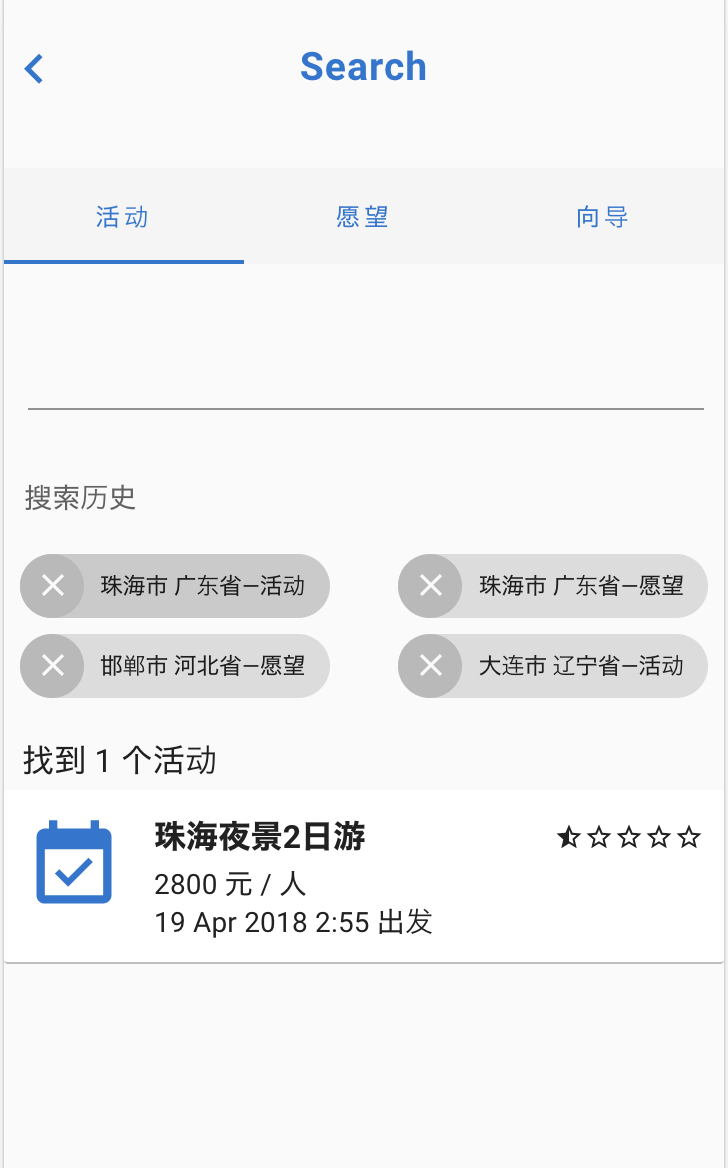 Search
活动 愿望 向导
搜索历史
珠海市 广东省–活动 珠海市 广东省–愿望
邯郸市 河北省–愿望 大连市 辽宁省–活动
找到 1 个活动
珠海夜景2日游
2800 元 / 人
19 Apr 2018 2:55 出发